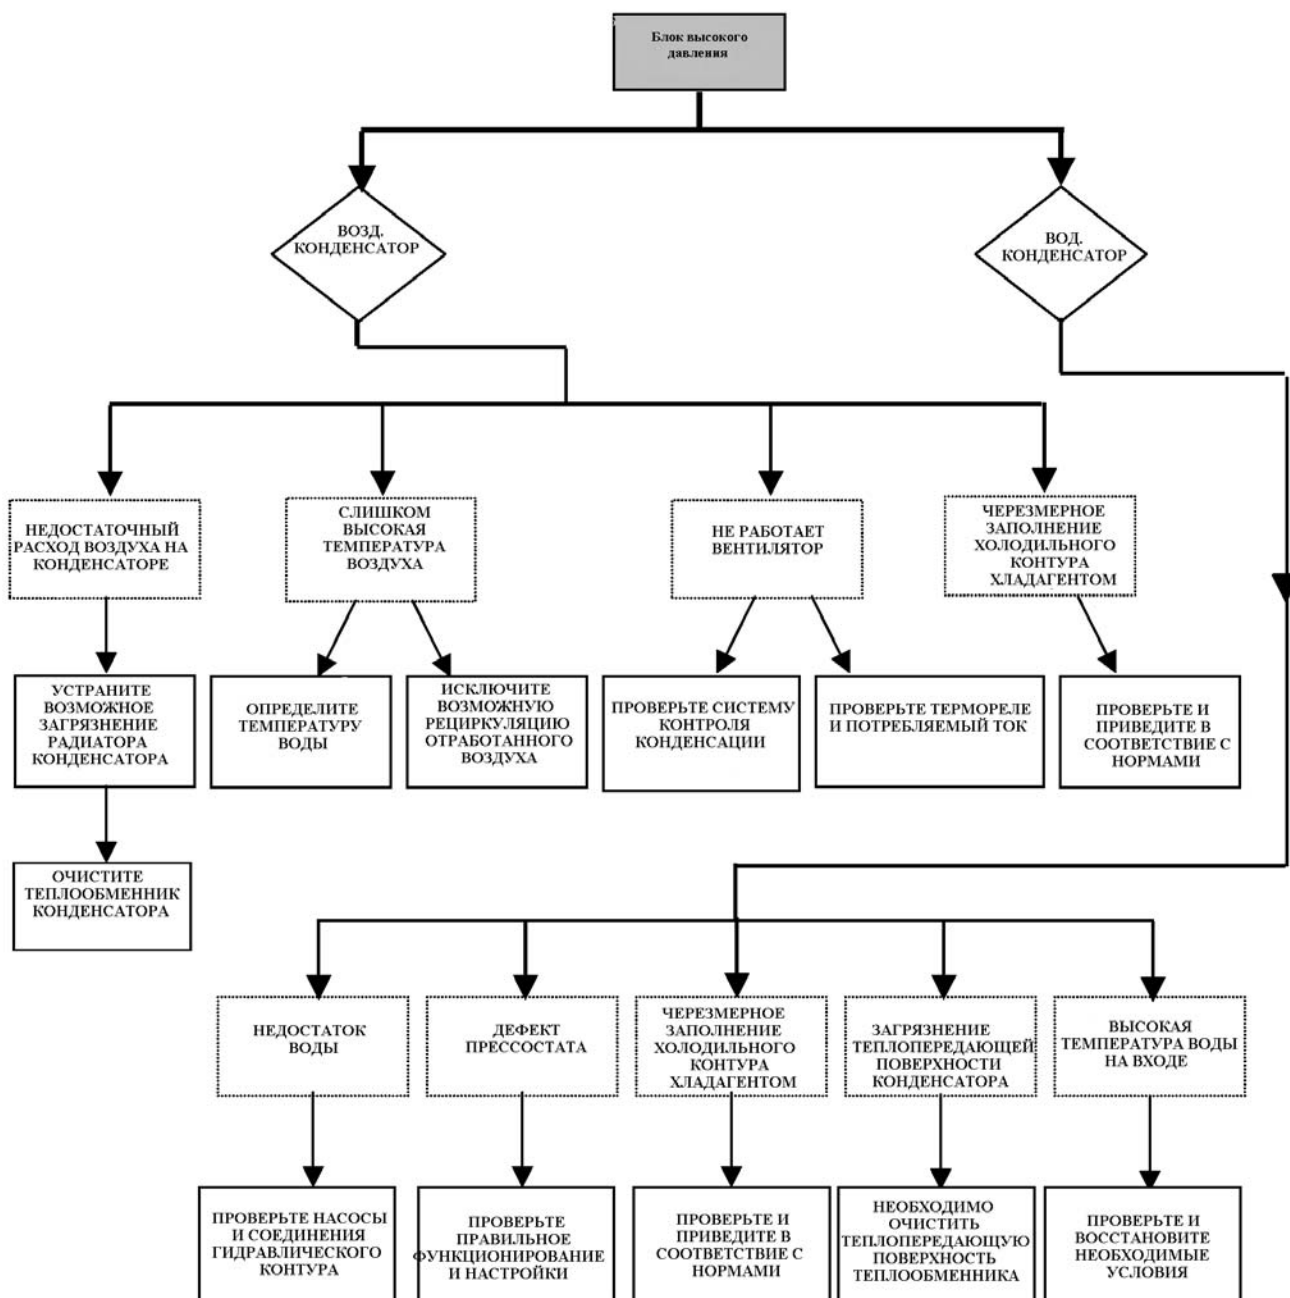 Блок высокого
давления
ВОЗД.
КОНДЕНСАТОР
ВОД.
КОНДЕНСАТОР
НЕДОСТАТОЧНЫЙ
РАСХОД ВОЗДУХА НА
КОНДЕНСАТОРЕ
СЛИШКОМ
ВЫСОКАЯ
ТЕМПЕРАТУРА
ВОЗДУХА
НЕ РАБОТАЕТ
ВЕНТИЛЯТОР
ЧЕРЕЗМЕРНОЕ
ЗАПОЛНЕНИЕ
ХОЛОДИЛЬНОГО
КОНТУРА
ХЛАДАГЕНТОМ
УСТРАНИТЕ
ВОЗМОЖНОЕ
ЗАГРЯЗНЕНИЕ
РАДИАТОРА
КОНДЕНСАТОРА
ОПРЕДЕЛИТЕ
ТЕМПЕРАТУРУ
ВОДЫ
ИСКЛЮЧИТЕ
ВОЗМОЖНУЮ
РЕЦИРКУЛЯЦИЮ
ОТРАБОТАННОГО
ВОЗДУХА
ПРОВЕРЬТЕ СИСТЕМУ
КОНТРОЛЯ
КОНДЕНСАЦИИ
ПРОВЕРЬТЕ ТЕРМОРЕЛЕ
И ПОТРЕБЛЯЕМЫЙ ТОК
ПРОВЕРЬТЕ И
ПРИВЕДИТЕ В
СООТВЕТСТВИЕ С
НОРМАМИ
ОЧИСТИТЕ
ТЕПЛООБМЕННИК
КОНДЕНСАТОРА
НЕДОСТАТОК
ВОДЫ
ДЕФЕКТ
ПРЕССОСТАТА
ЧЕРЕЗМЕРНОЕ
ЗАПОЛНЕНИЕ
ХОЛОДИЛЬНОГО
КОНТУРА
ХЛАДАГЕНТОМ
ЗАГРЯЗНЕНИЕ
ТЕПЛОПЕРЕДАЮЩЕЙ
ПОВЕРХНОСТИ
КОНДЕНСАТОРА
ВЫСОКАЯ
ТЕМПЕРАТУРА ВОДЫ
НА ВХОДЕ
ПРОВЕРЬТЕ НАСОСЫ
И СОЕДИНЕНИЯ
ГИДРАВЛИЧЕСКОГО
КОНТУРА
ПРОВЕРЬТЕ
ПРАВИЛЬНОЕ
ФУНКЦИОНИРОВАНИЕ
И НАСТРОЙКИ
ПРОВЕРЬТЕ И
ПРИВЕДИТЕ В
СООТВЕТСТВИЕ С
НОРМАМИ
НЕОБХОДИМО
ОЧИСТИТЬ
ТЕПЛОПЕРЕДАЮЩУЮ
ПОВЕРХНОСТЬ
ТЕПЛООБМЕННИКА
ПРОВЕРЬТЕ И
ВОССТАНОВИТЕ
НЕОБХОДИМЫЕ
УСЛОВИЯ